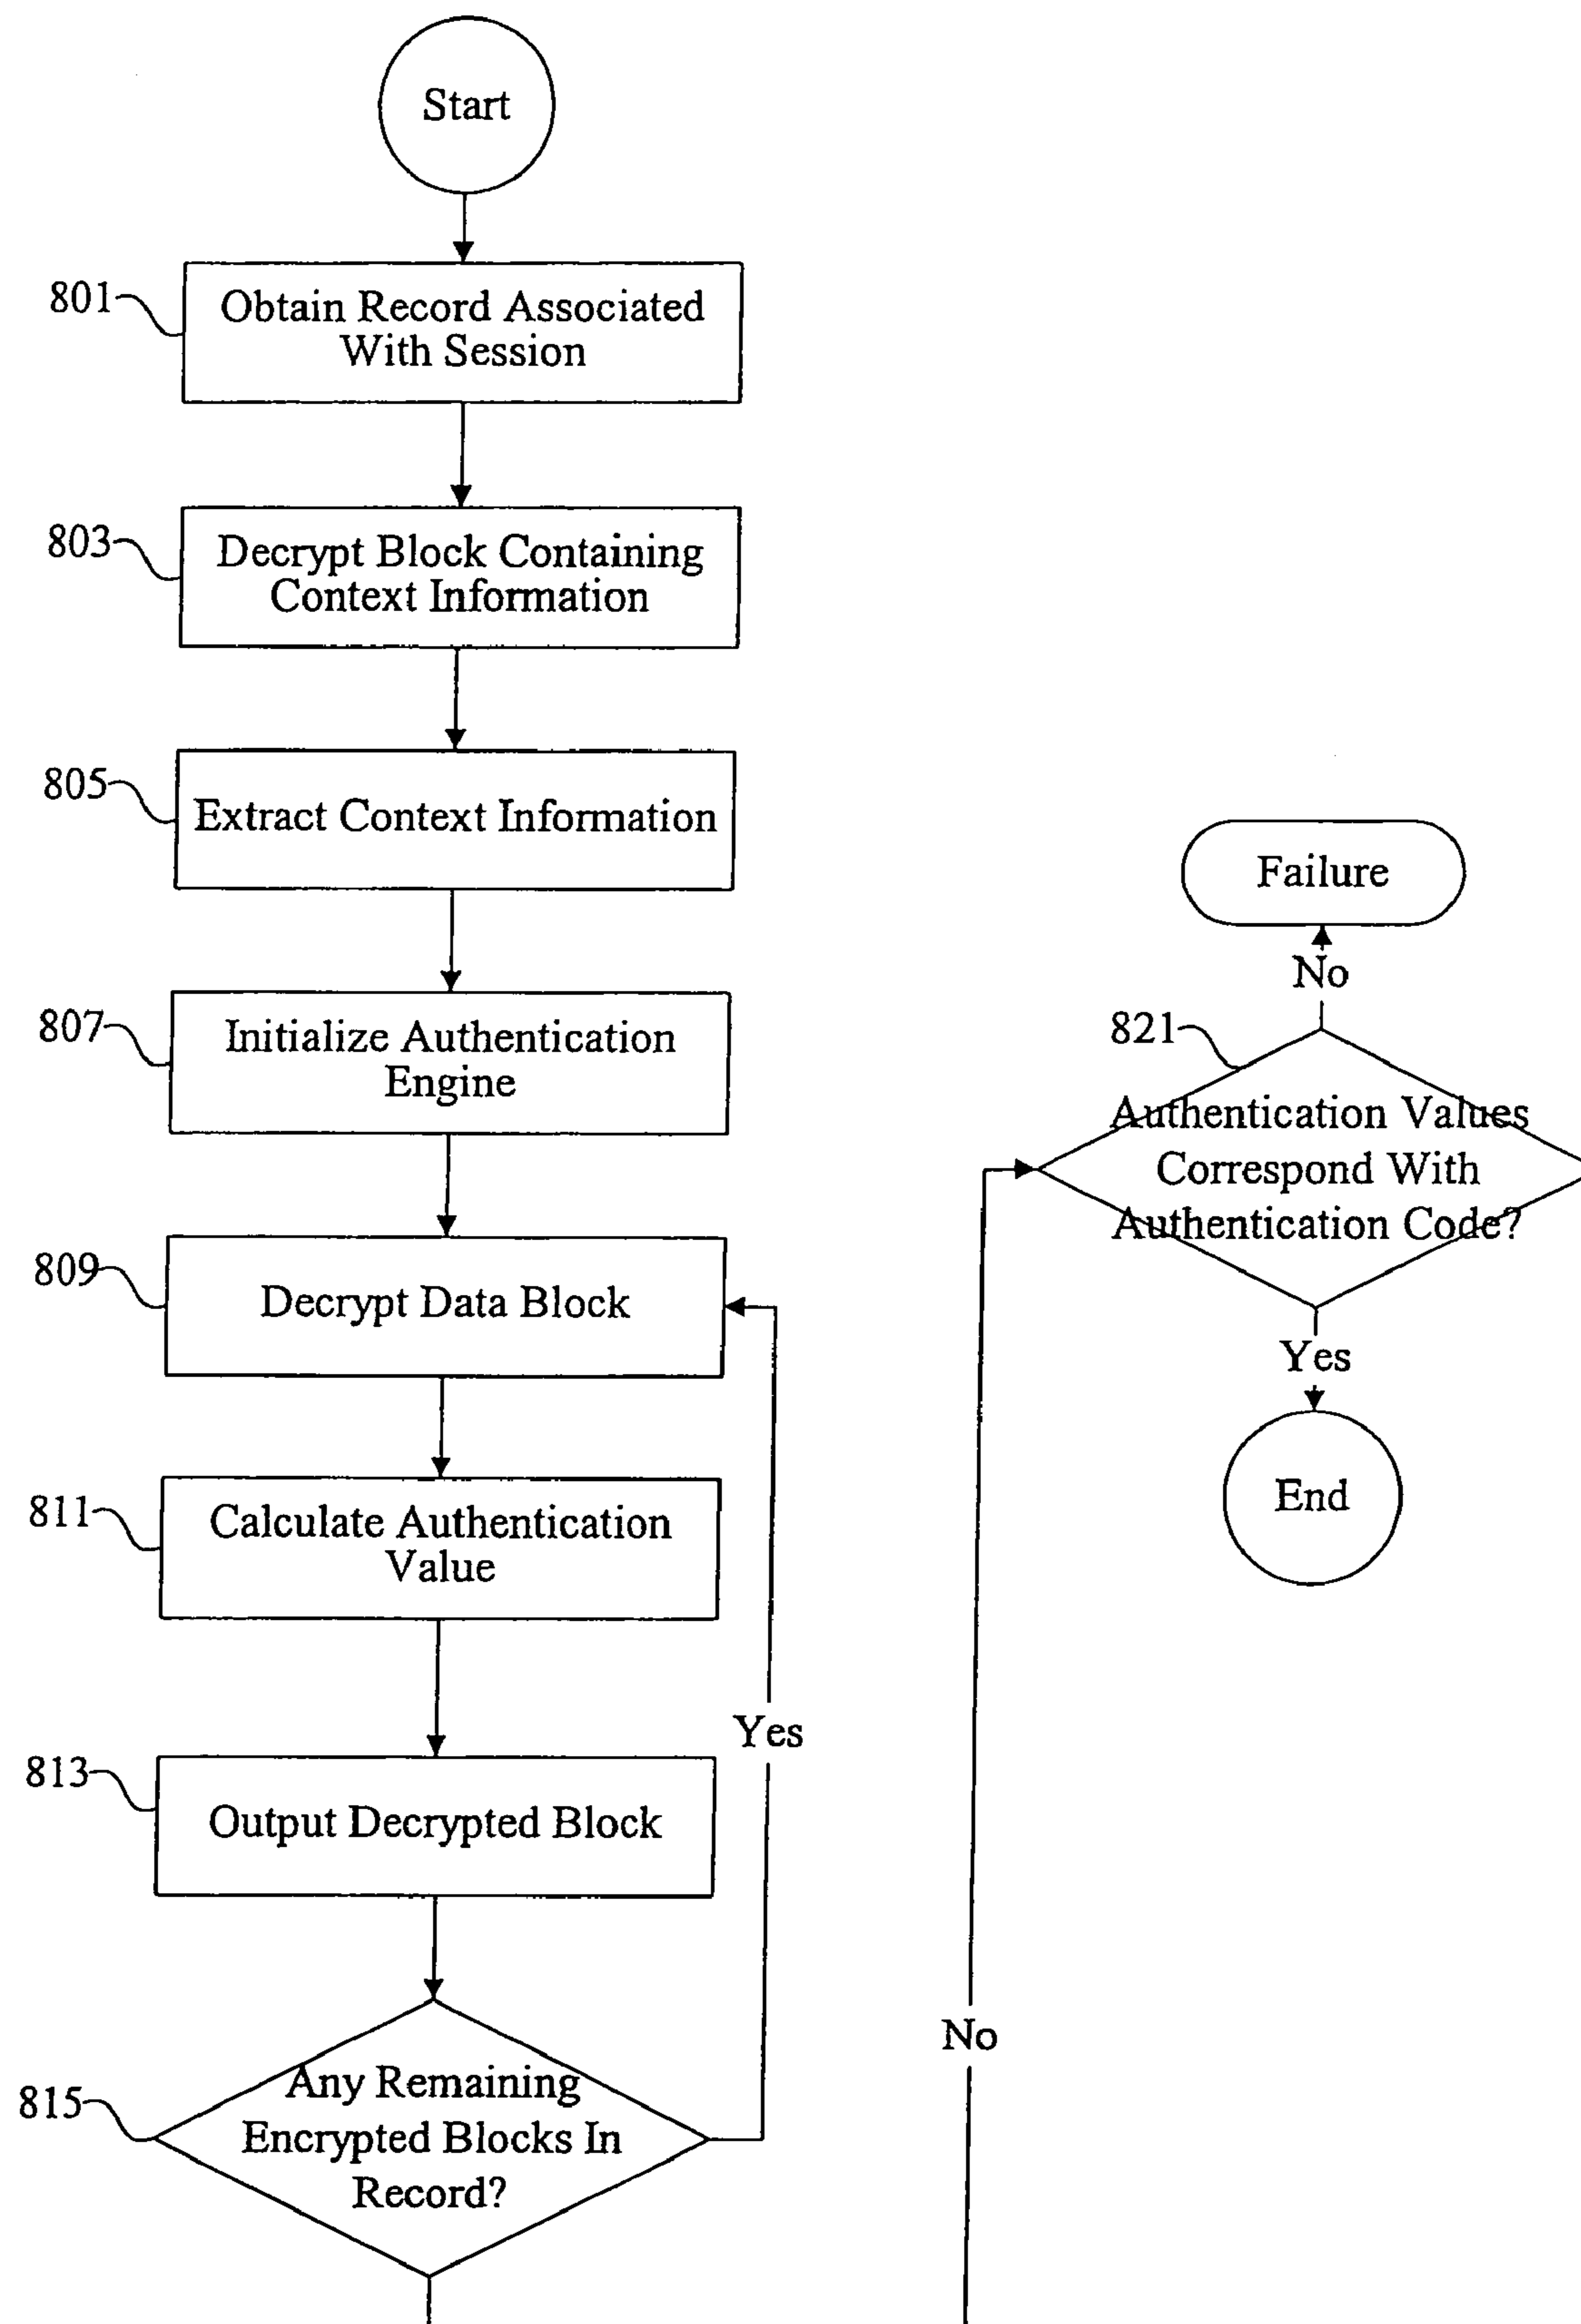 Start
801
Obtain Record Associated
With Session
803
Decrypt Block Containing
Context Information
805
Extract Context Information
807
Initialize Authentication
Engine
809
Decrypt Data Block
811
Calculate Authentication
Value
Yes
813
Output Decrypted Block
815
Any Remaining
Encrypted Blocks In
Record?
No
Failure
No
821
Authentication Values
Correspond With
Authentication Code?
Yes
End